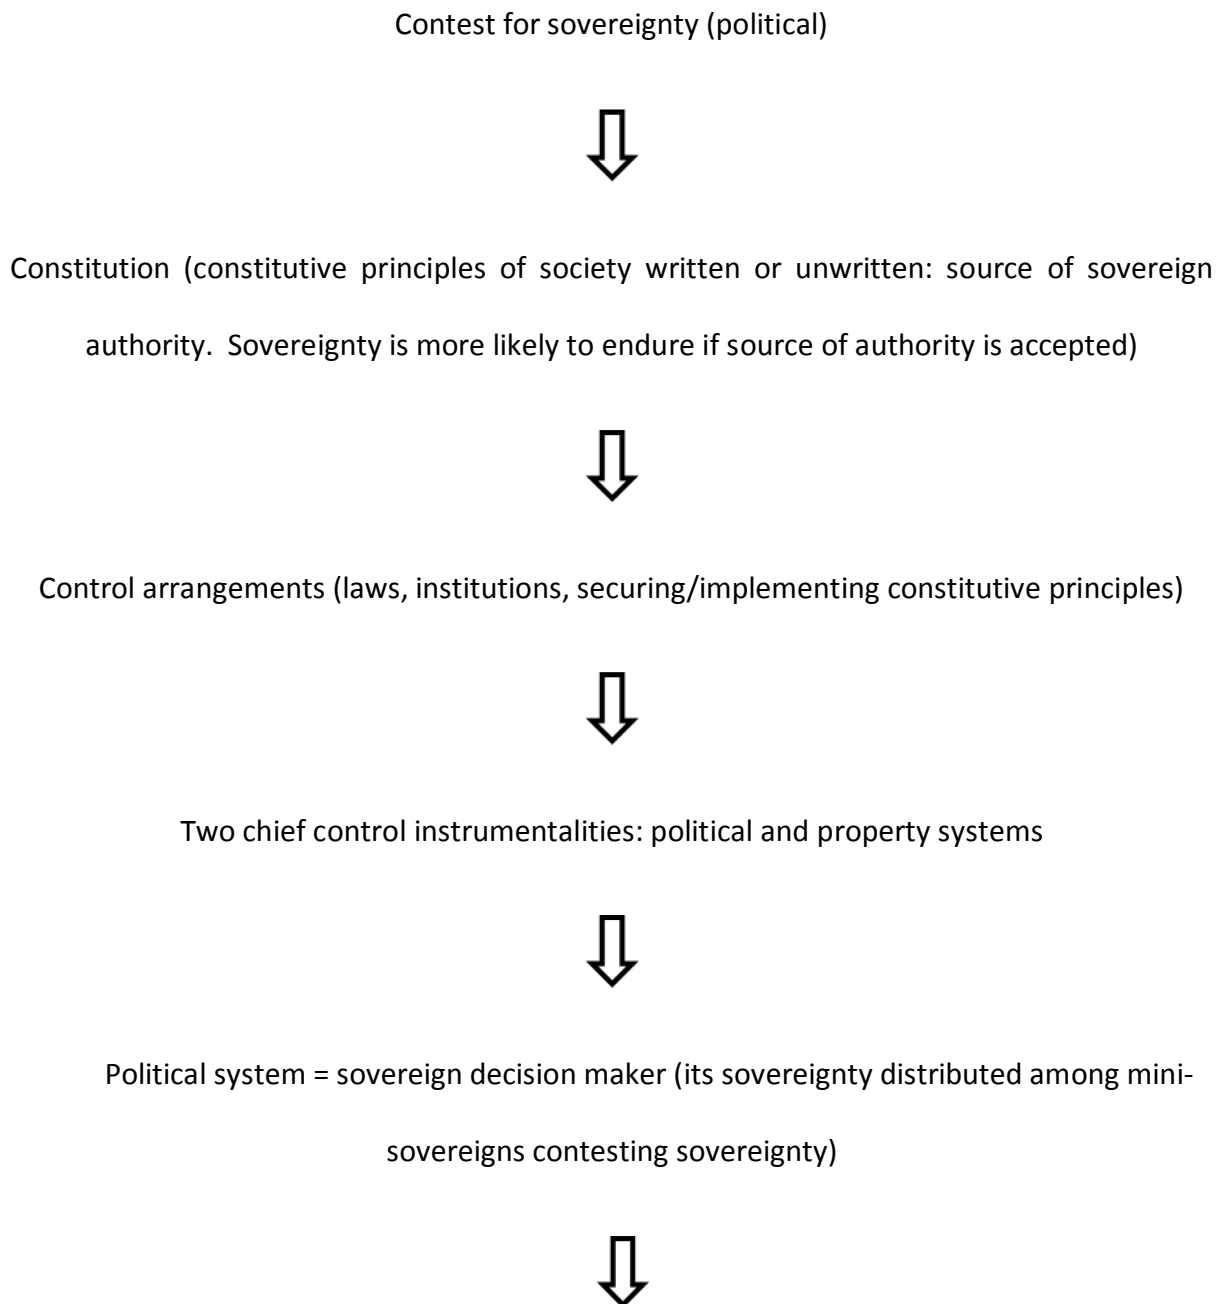 Contest for sovereignty (political)
Constitution (constitutive principles of society written or unwritten: source of sovereign
authority.  Sovereignty is more likely to endure if source of authority is accepted)
Control arrangements (laws, institutions, securing/implementing constitutive principles)
Two chief control instrumentalities: political and property systems
Political system = sovereign decision maker (its sovereignty distributed among mini-
sovereigns contesting sovereignty)